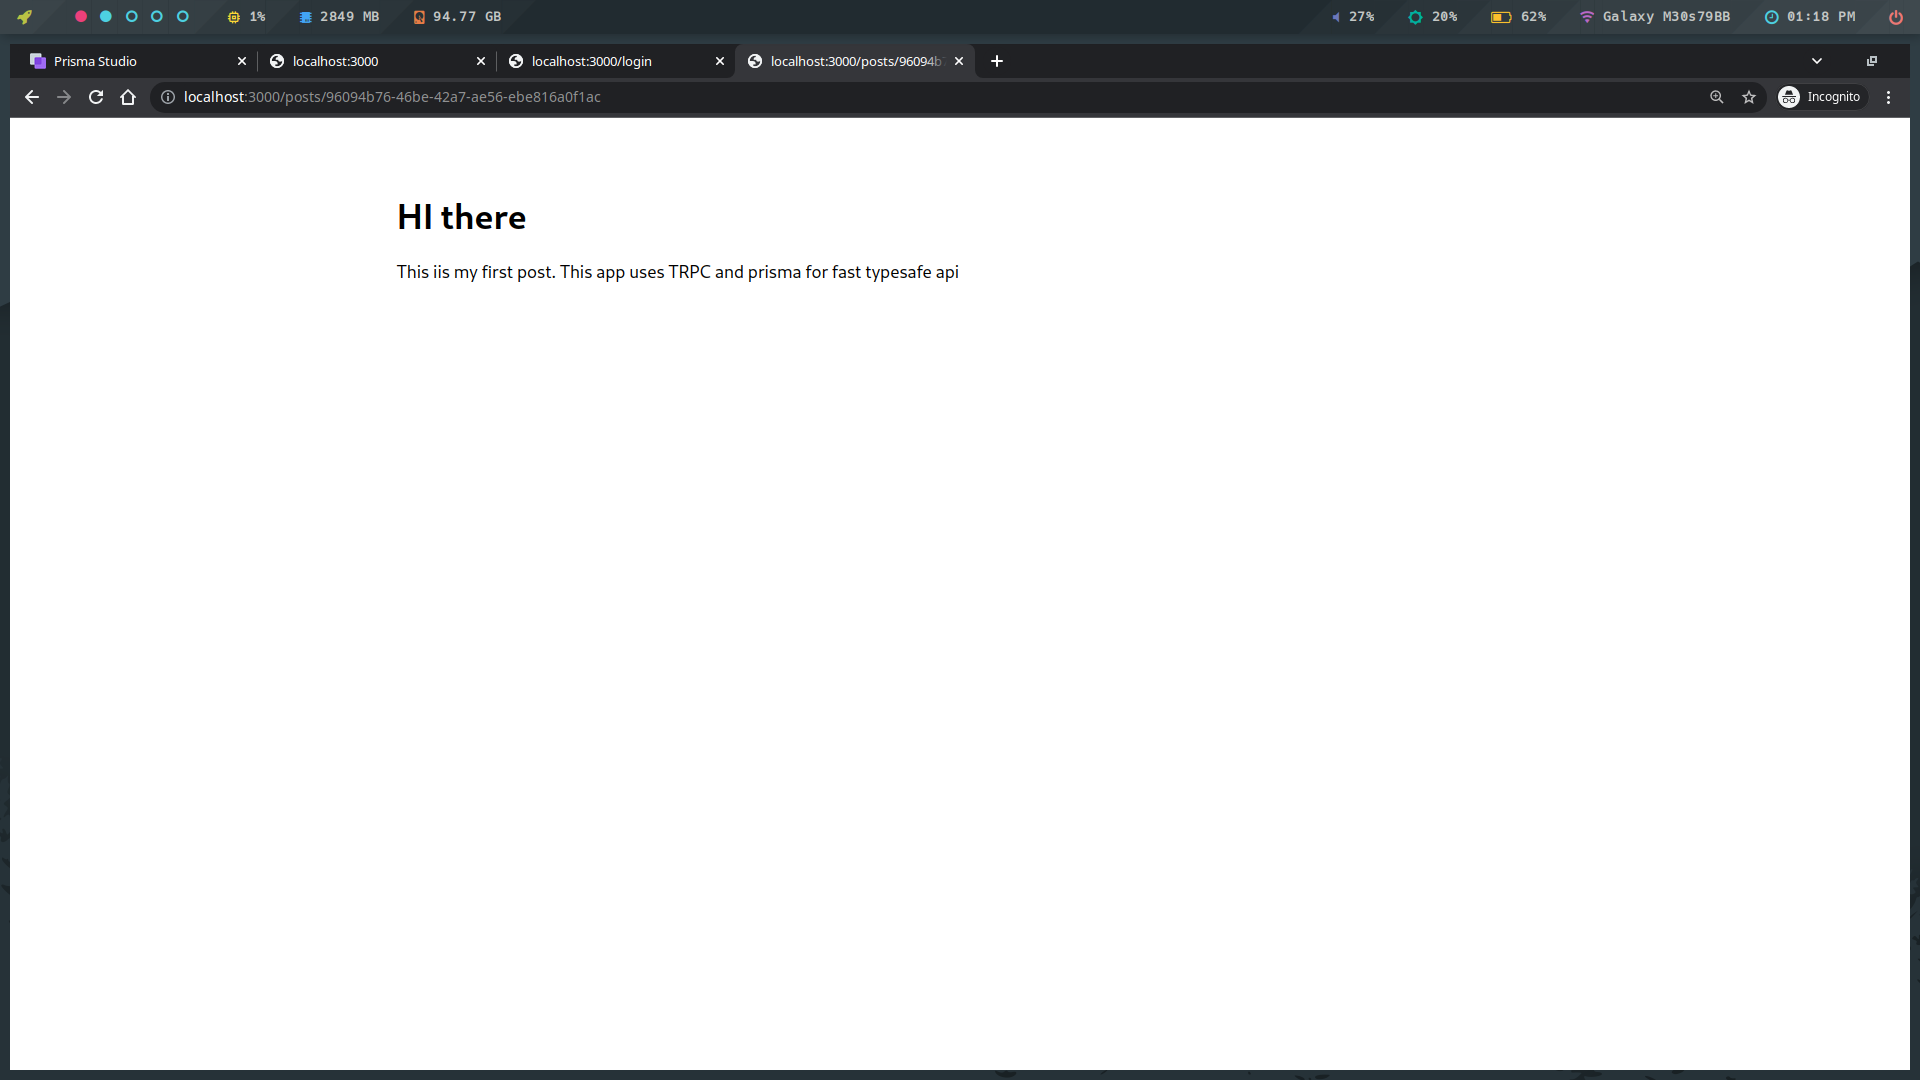 1% 2849 MB 94.77 GB 27% 20% 62% Galaxy M30s79BB 01:18 PM
Prisma Studio localhost:3000 localhost:3000/login localhost:3000/posts/96094b
localhost:3000/posts/96094b76-46be-42a7-ae56-ebe816a0f1ac Incognito
HI there
This iis my first post. This app uses TRPC and prisma for fast typesafe api